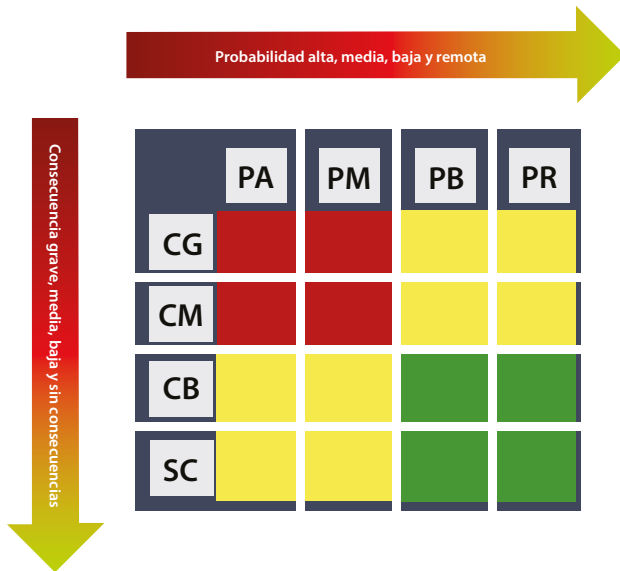 Probabilidad alta, media, baja y remota
Consecuencia grave, media, baja y sin consecuencias
PA PM PB PR
CG
CM
CB
SC